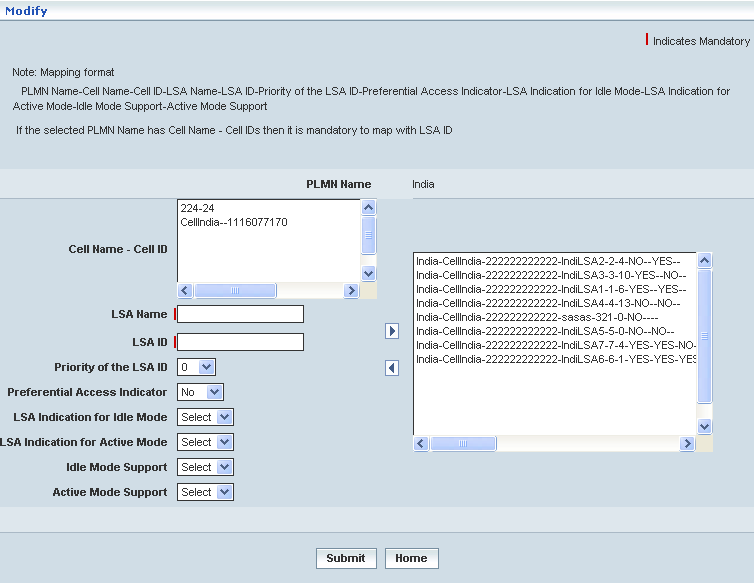 Modify
Indicates Mandatory
Note: Mapping format
PLMN Name-Cell Name-Cell ID-LSA Name-LSA ID-Priority of the LSA ID-Preferential Access Indicator-LSA Indication for Idle Mode-LSA Indication for
Active Mode-Idle Mode Support-Active Mode Support
If the selected PLMN Name has Cell Name - Cell IDs then it is mandatory to map with LSA ID
PLMN Name India
Cell Name - Cell ID
224-24
CellIndia--1116077170
LSA Name
LSA ID
Priority of the LSA ID 0
Preferential Access Indicator No
LSA Indication for Idle Mode Select
LSA Indication for Active Mode Select
Idle Mode Support Select
Active Mode Support Select
India-CellIndia-222222222222-IndiLSA2-2-4-NO--YES--
India-CellIndia-222222222222-IndiLSA3-3-10-YES--NO--
India-CellIndia-222222222222-IndiLSA1-1-6-YES--YES--
India-CellIndia-222222222222-IndiLSA4-4-13-NO--NO--
India-CellIndia-222222222222-sasas-321-0-NO----
India-CellIndia-222222222222-IndiLSA5-5-0-NO--NO--
India-CellIndia-222222222222-IndiLSA7-7-4-YES-YES-NO-
India-CellIndia-222222222222-IndiLSA6-6-1-YES-YES-YES
Submit Home